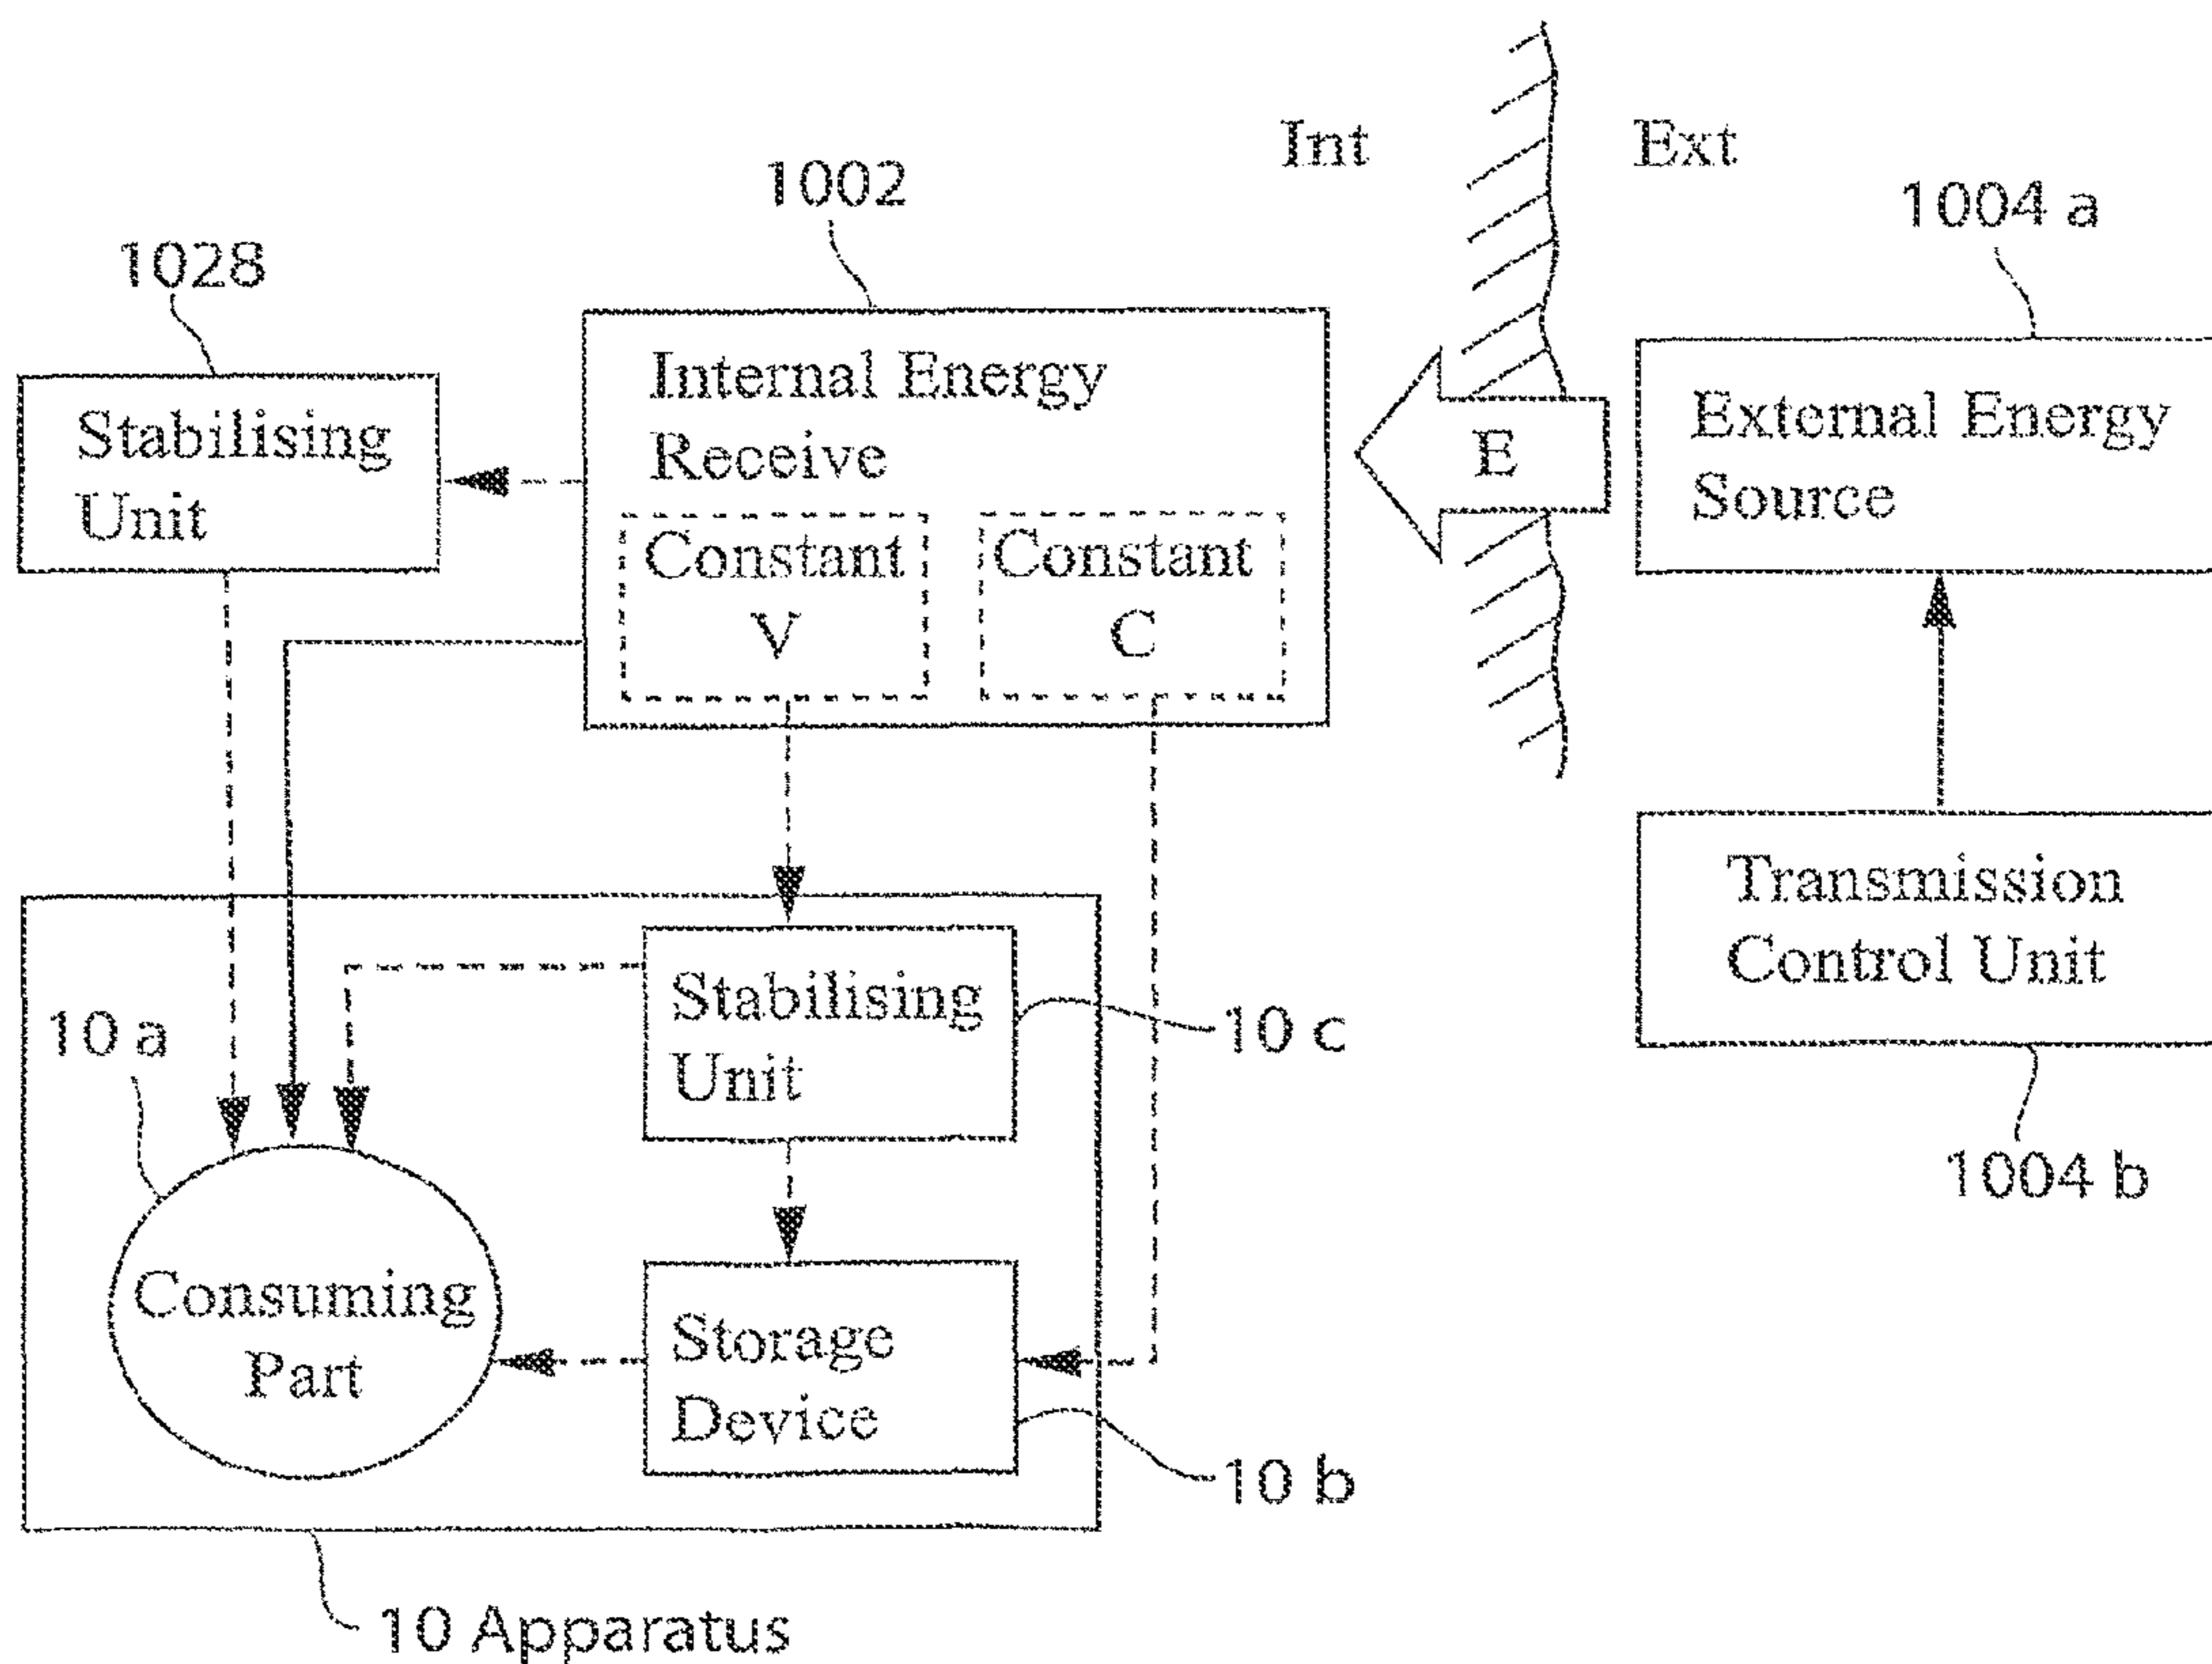 Int
Ext
1002
1004 a
1028
Internal Energy
Receive
Stabilising
Unit
External Energy
Source
E
Constant
V
Constant
C
Transmission
Control Unit
Stabilising
Unit
10 a
10 c
1004 b
Consuming
Part
Storage
Device
10 b
10 Apparatus